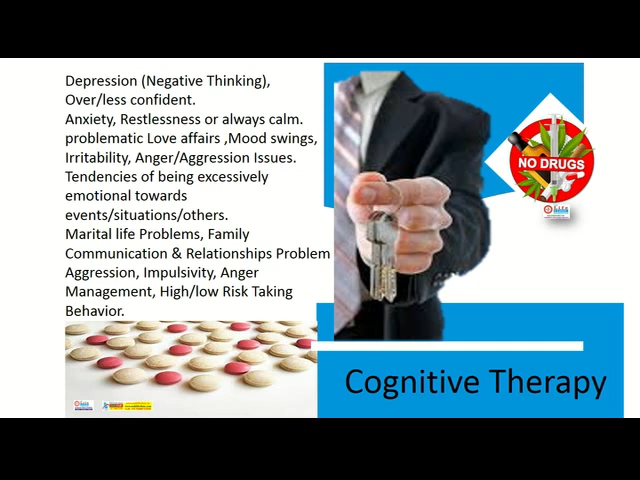 Depression (Negative Thinking),
Over/less confident.
Anxiety, Restlessness or always calm.
problematic Love affairs ,Mood swings,
Irritability, Anger/Aggression Issues.
Tendencies of being excessively
emotional towards
events/situations/others.
Marital life Problems, Family
Communication & Relationships Problem
Aggression, Impulsivity, Anger
Management, High/low Risk Taking
Behavior.
NO DRUGS
Cognitive Therapy